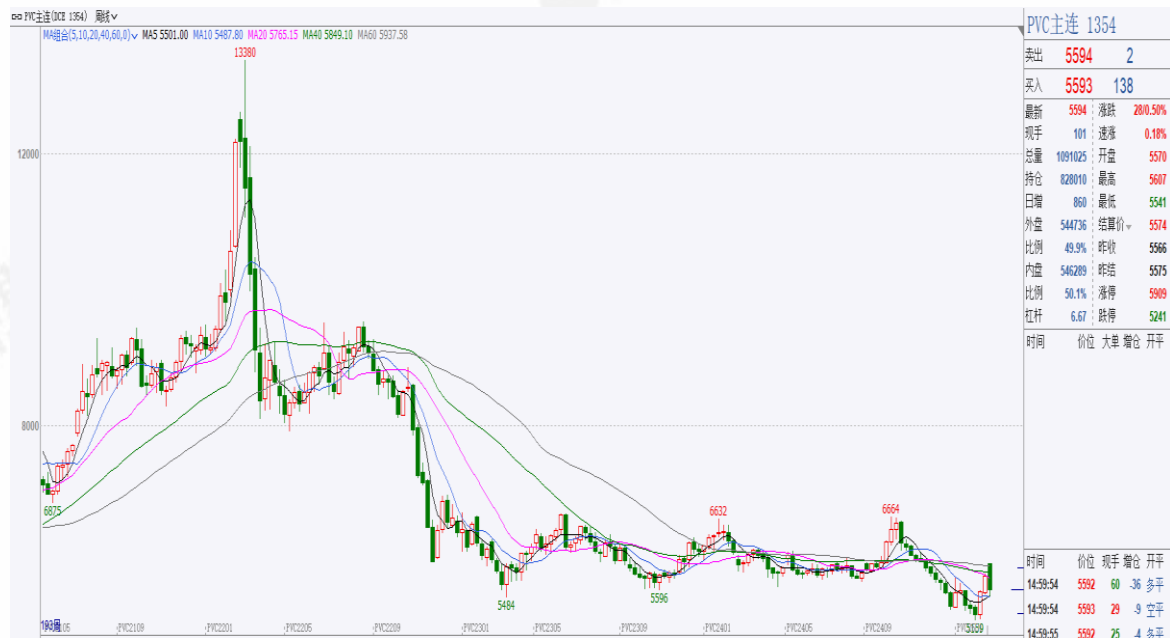 PVC主连(DCE 1354) 周线
MA组合(5,10,20,40,60,0) MA5 5501.00 MA10 5487.80 MA20 5765.15 MA40 5849.10 MA60 5937.58
13380
12000
8000
6875
5484
5596
6632
6664
PVC2109 PVC2201 PVC2205 PVC2209 PVC2301 PVC2305 PVC2309 PVC2401 PVC2405 PVC2409
PVC主连 1354
卖出 5594 2
买入 5593 138
最新 5594 涨跌 28/0.50%
现手 101 速涨 0.18%
总量 1091025 开盘 5570
持仓 828010 最高 5607
日增 860 最低 5541
外盘 544736 结算价 5574
比例 49.9% 昨收 5566
内盘 546289 昨结 5575
比例 50.1% 涨停 5909
杠杆 6.67 跌停 5241
时间 价位 大单 增仓 开平
时间 价位 现手 增仓 开平
14:59:54 5592 60 -36 多平
14:59:54 5593 29 -9 空平
14:59:55 5592 25 -4 多平